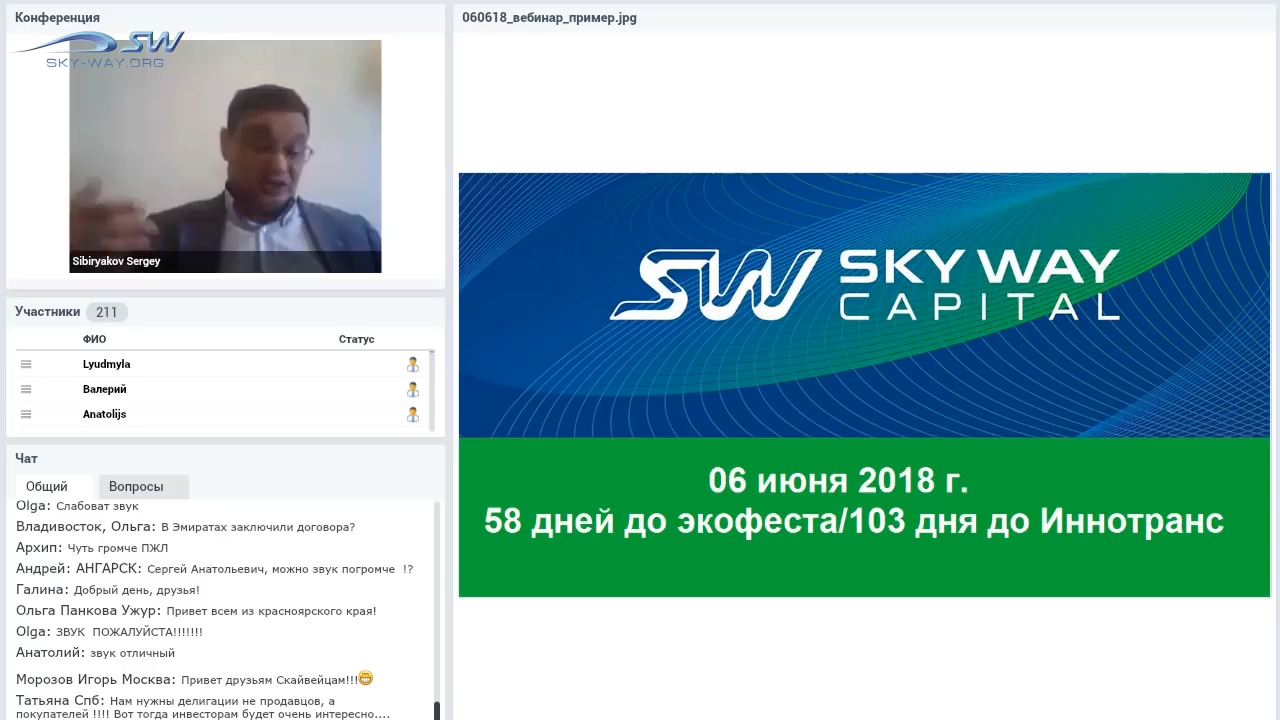 Конференция
SW
SKY-WAY.ORG
Sibiryakov Sergey
Участники 211
ФИО Статус
Lyudmyla
Валерий
Anatolijs
Чат
Общий Вопросы
Olga: Слабоват звук
Владивосток, Ольга: В Эмиратах заключили договора?
Архип: Чуть громче ПЖЛ
Андрей: АНГАРСК: Сергей Анатольевич, можно звук погромче !?
Галина: Добрый день, друзья!
Ольга Панкова Ужур: Привет всем из красноярского края!
Olga: ЗВУК ПОЖАЛУЙСТА!!!!!!!
Анатолий: звук отличный
Морозов Игорь Москва: Привет друзьям Скайвейцам!!!
Татьяна Спб: Нам нужны делигации не продавцов, а
покупателей !!!! Вот тогда инвесторам будет очень интересно....
060618_вебинар_пример.jpg
SW SKY WAY
CAPITAL
06 июня 2018 г.
58 дней до экофеста/103 дня до Иннотранс